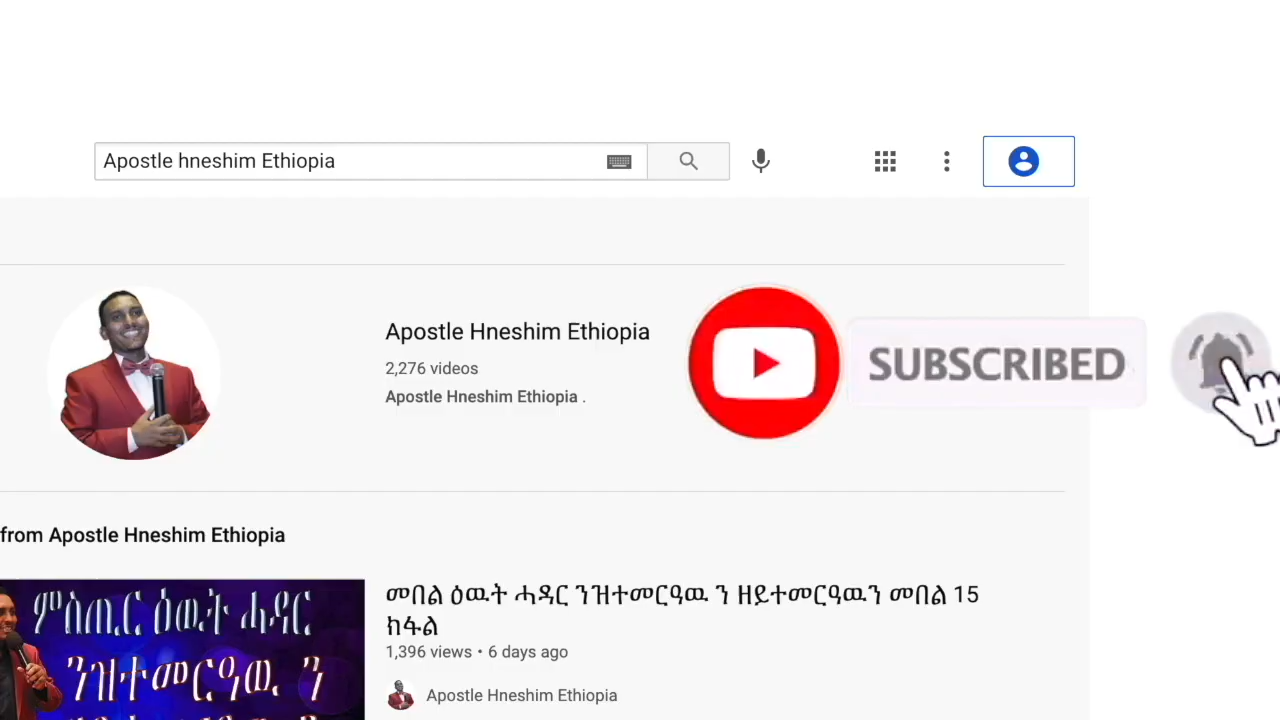 Apostle hneshim Ethiopia
Apostle Hneshim Ethiopia
2,276 videos
Apostle Hneshim Ethiopia .
SUBSCRIBED
from Apostle Hneshim Ethiopia
ምስጢር ዕዉት ሓዳር
ንዝተመርዓዉ ን
መበል ዕዉት ሓዳር ንዝተመርዓዉ ን ዘይተመርዓዉን መበል 15
ክፋል
1,396 views • 6 days ago
Apostle Hneshim Ethiopia